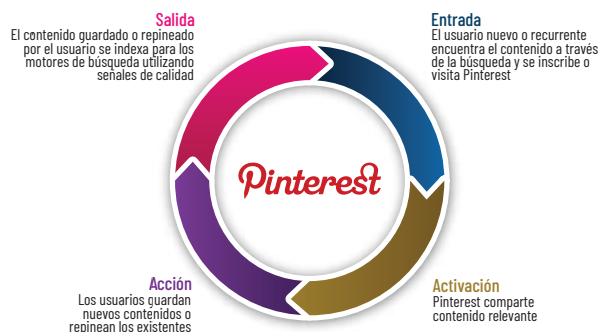 Salida
El contenido guardado o repineado
por el usuario se indexa para los
motores de búsqueda utilizando
señales de calidad
Entrada
El usuario nuevo o recurrente
encuentra el contenido a través
de la búsqueda y se inscribe o
visita Pinterest
Pinterest
Acción
Los usuarios guardan
nuevos contenidos o
repinean los existentes
Activación
Pinterest comparte
contenido relevante